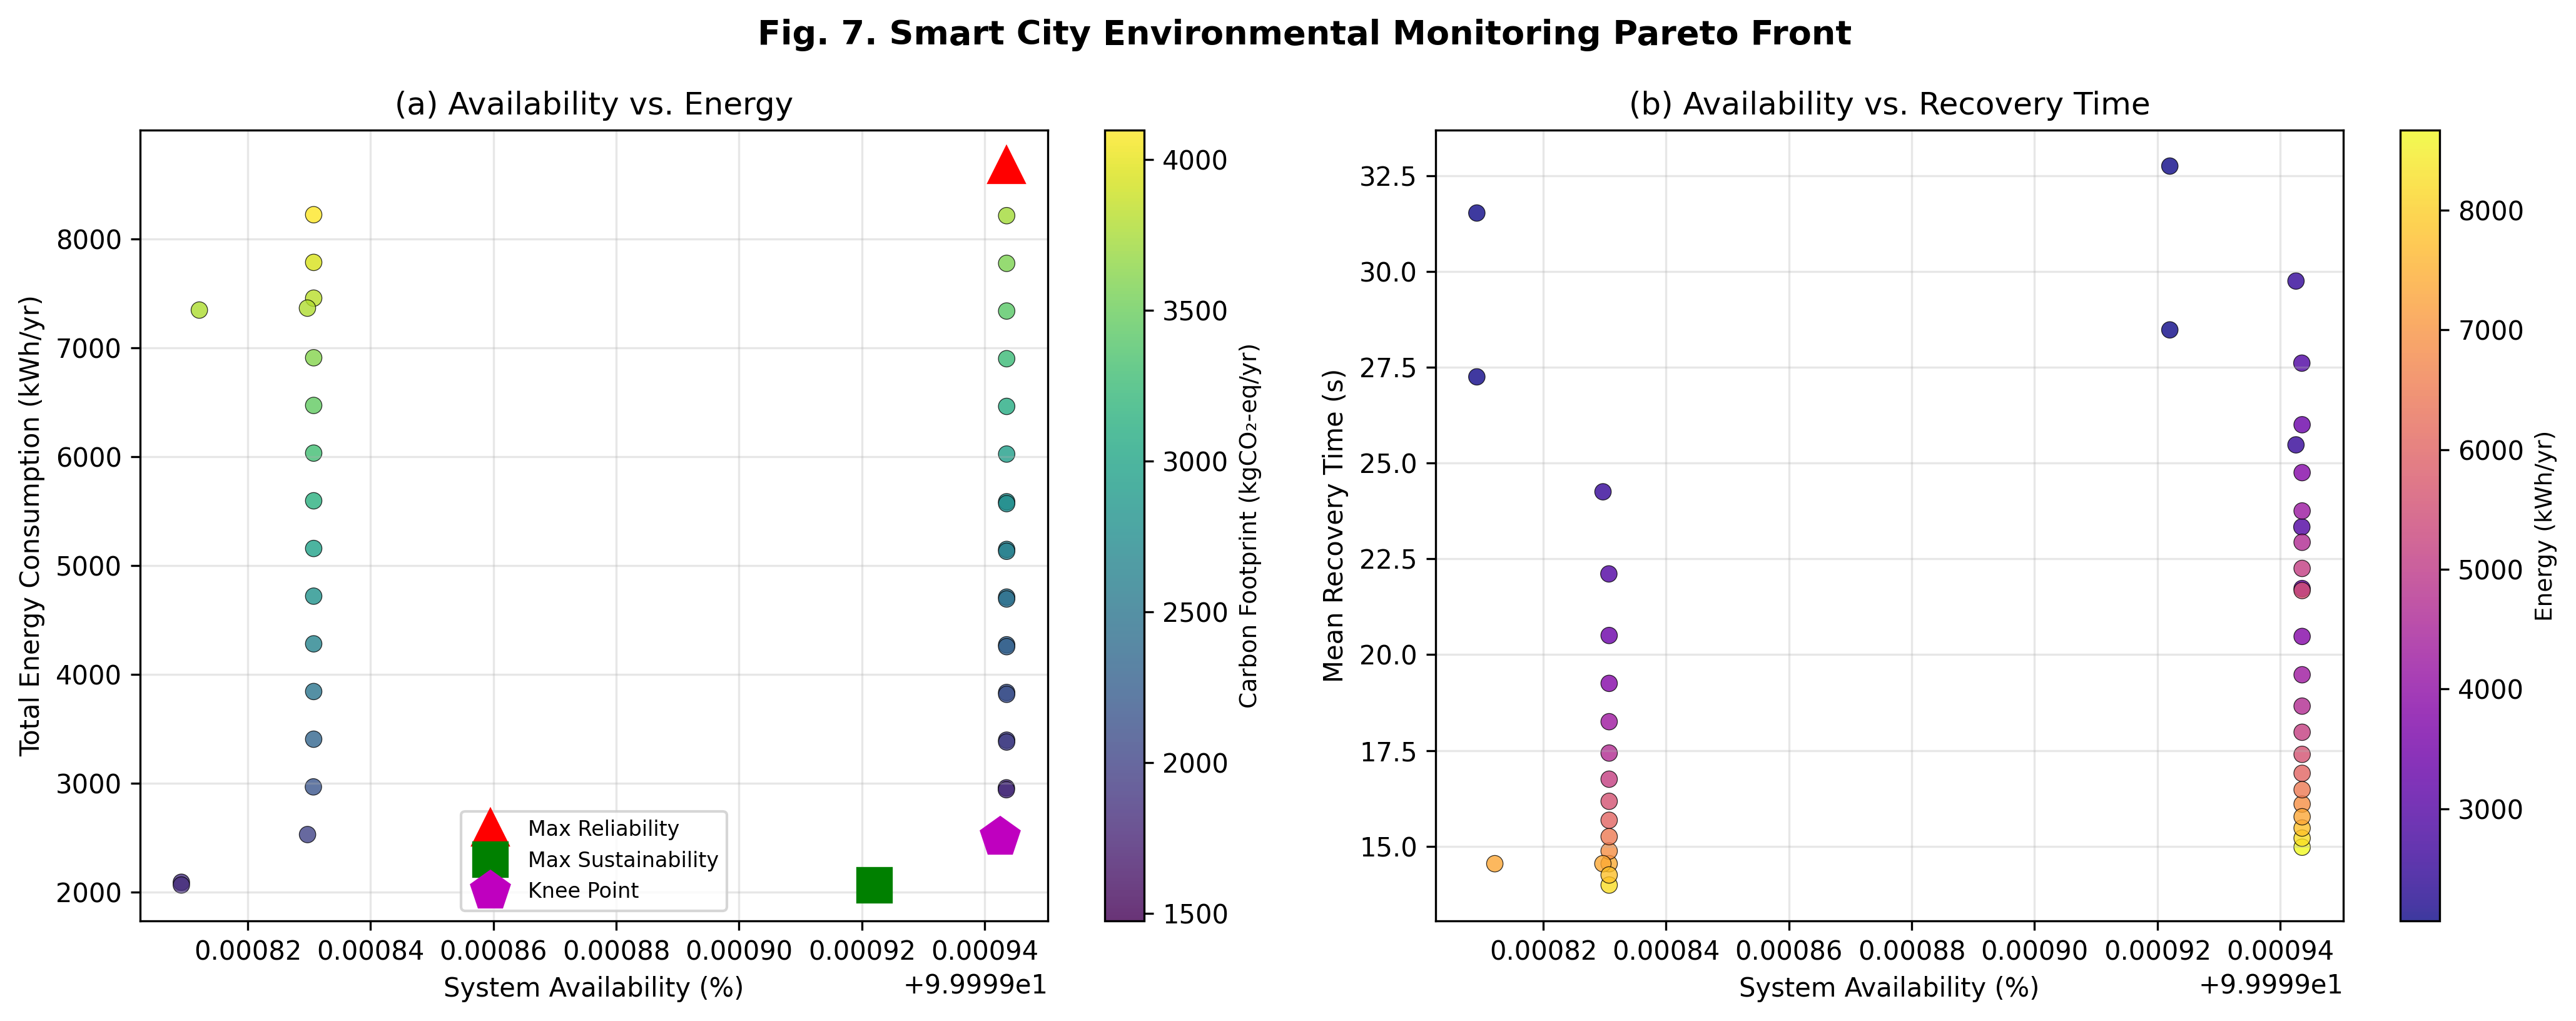 Fig. 7. Smart City Environmental Monitoring Pareto Front
(a) Availability vs. Energy
Total Energy Consumption (kWh/yr)
8000
7000
6000
5000
4000
3000
2000
0.00082 0.00084 0.00086 0.00088 0.00090 0.00092 0.00094
+9.9999e1
System Availability (%)
Max Reliability
Max Sustainability
Knee Point
4000
3500
3000
2500
2000
1500
Carbon Footprint (kgCO₂-eq/yr)
(b) Availability vs. Recovery Time
Mean Recovery Time (s)
32.5
30.0
27.5
25.0
22.5
20.0
17.5
15.0
0.00082 0.00084 0.00086 0.00088 0.00090 0.00092 0.00094
+9.9999e1
System Availability (%)
8000
7000
6000
5000
4000
3000
Energy (kWh/yr)